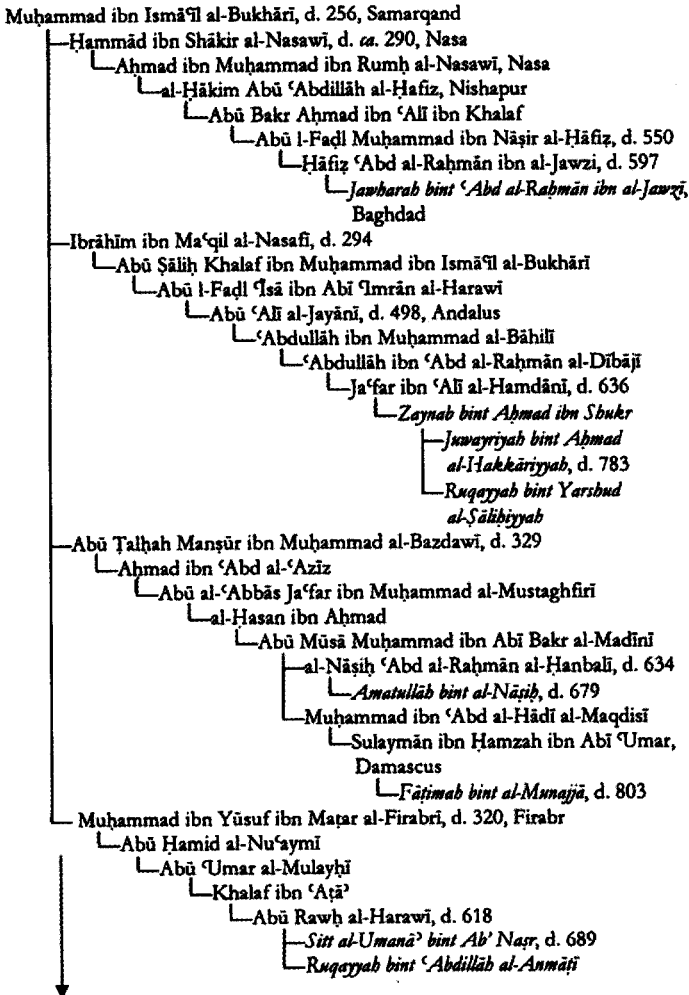 Muḥammad ibn Ismāʿīl al-Bukhārī, d. 256, Samarqand
Ḥammād ibn Shākir al-Nasawī, d. ca. 290, Nasa
Aḥmad ibn Muḥammad ibn Rumḥ al-Nasawī, Nasa
al-Ḥākim Abū ʿAbdillāh al-Ḥafiz, Nishapur
Abū Bakr Aḥmad ibn ʿAlī ibn Khalaf
Abū l-Faḍl Muḥammad ibn Nāṣir al-Ḥāfiẓ, d. 550
Ḥāfiẓ ʿAbd al-Raḥmān ibn al-Jawzi, d. 597
Jawharah bint ʿAbd al-Raḥmān ibn al-Jawzī,
Baghdad
Ibrāhīm ibn Maʿqil al-Nasafī, d. 294
Abū Ṣāliḥ Khalaf ibn Muḥammad ibn Ismāʿīl al-Bukhārī
Abū l-Faḍl ʿĪsā ibn Abī ʿImrān al-Harawī
Abū ʿAlī al-Jayānī, d. 498, Andalus
ʿAbdullāh ibn Muḥammad al-Bāhilī
ʿAbdullāh ibn ʿAbd al-Raḥmān al-Dībājī
Jaʿfar ibn ʿAlī al-Hamdānī, d. 636
Zaynab bint Aḥmad ibn Shukr
Juwayriyah bint Aḥmad
al-Hakkāriyyah, d. 783
Ruqayyah bint Yarshud
al-Ṣāliḥiyyah
Abū Ṭalḥah Manṣūr ibn Muḥammad al-Bazdawī, d. 329
Aḥmad ibn ʿAbd al-ʿAzīz
Abū al-ʿAbbās Jaʿfar ibn Muḥammad al-Mustaghfirī
al-Ḥasan ibn Aḥmad
Abū Mūsā Muḥammad ibn Abī Bakr al-Madīnī
al-Nāṣiḥ ʿAbd al-Raḥmān al-Ḥanbalī, d. 634
Amatullāh bint al-Nāṣiḥ, d. 679
Muḥammad ibn ʿAbd al-Hādī al-Maqdisī
Sulaymān ibn Ḥamzah ibn Abī ʿUmar,
Damascus
Fāṭimah bint al-Munajjā, d. 803
Muḥammad ibn Yūsuf ibn Maṭar al-Firabrī, d. 320, Firabr
Abū Ḥamid al-Nuʿaymī
Abū ʿUmar al-Mulayḥī
Khalaf ibn ʿAṭāʾ
Abū Rawḥ al-Harawī, d. 618
Sitt al-Umanāʾ bint Ab' Naṣr, d. 689
Ruqayyah bint ʿAbdillāh al-Anmāṭī